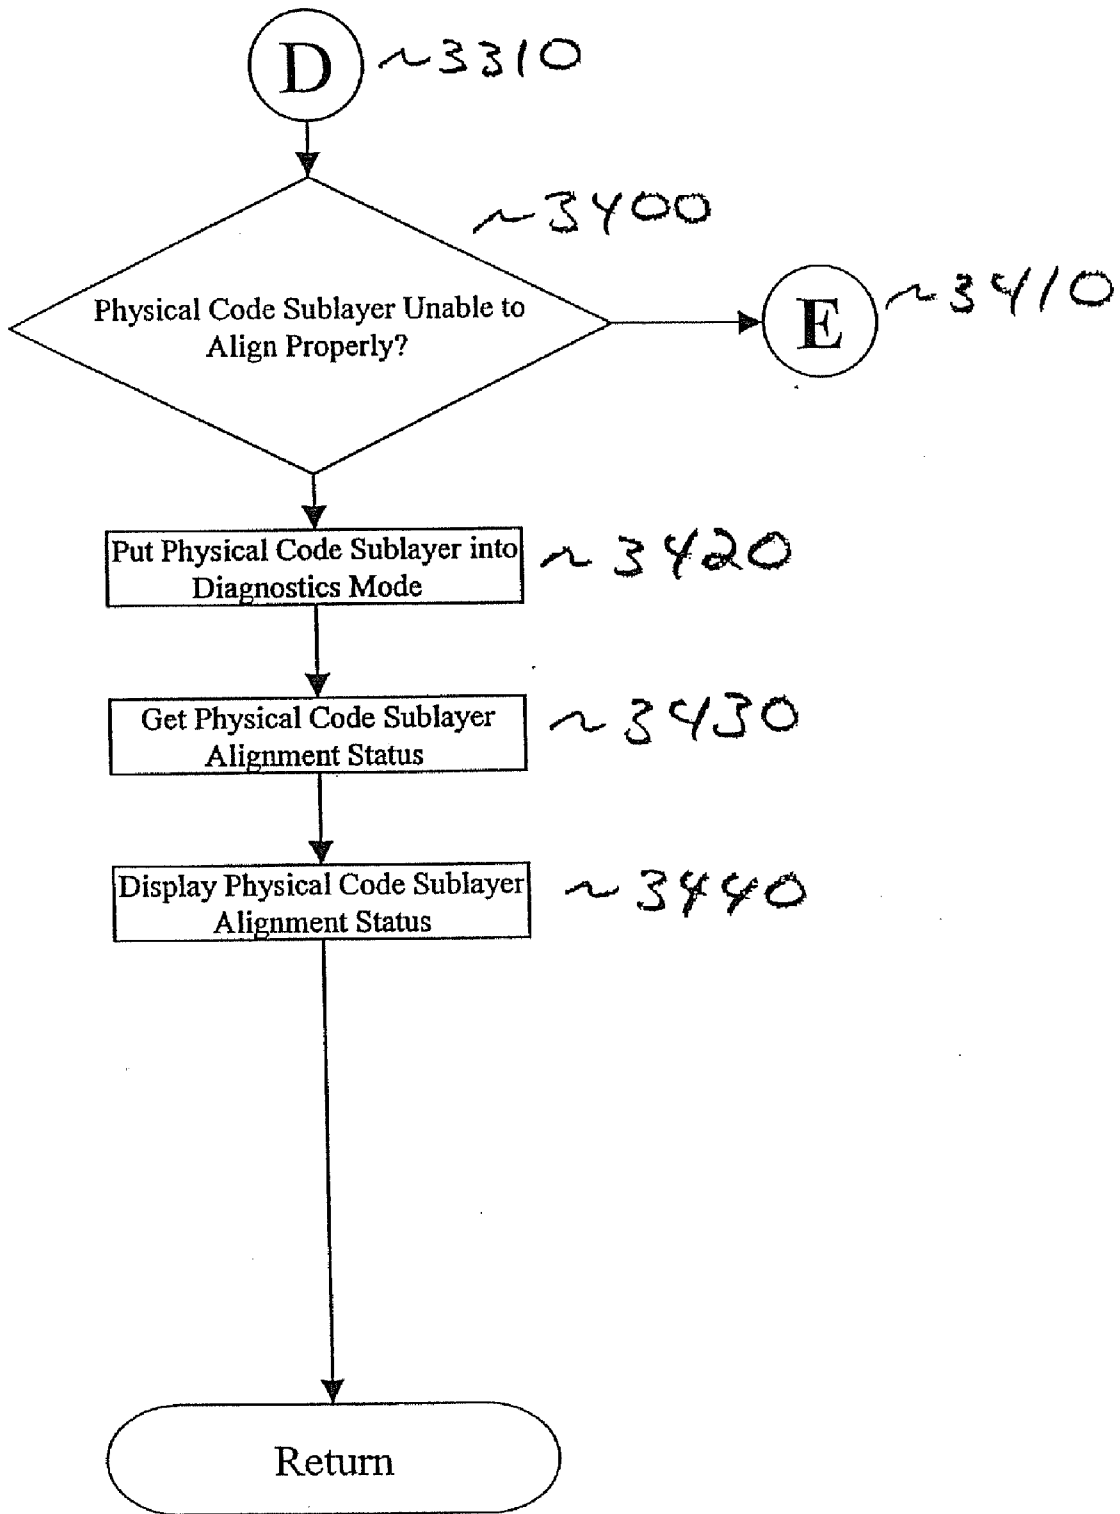 D ~3310
~3400
Physical Code Sublayer Unable to
Align Properly?
E ~3410
Put Physical Code Sublayer into
Diagnostics Mode
~3420
Get Physical Code Sublayer
Alignment Status
~3430
Display Physical Code Sublayer
Alignment Status
~3440
Return